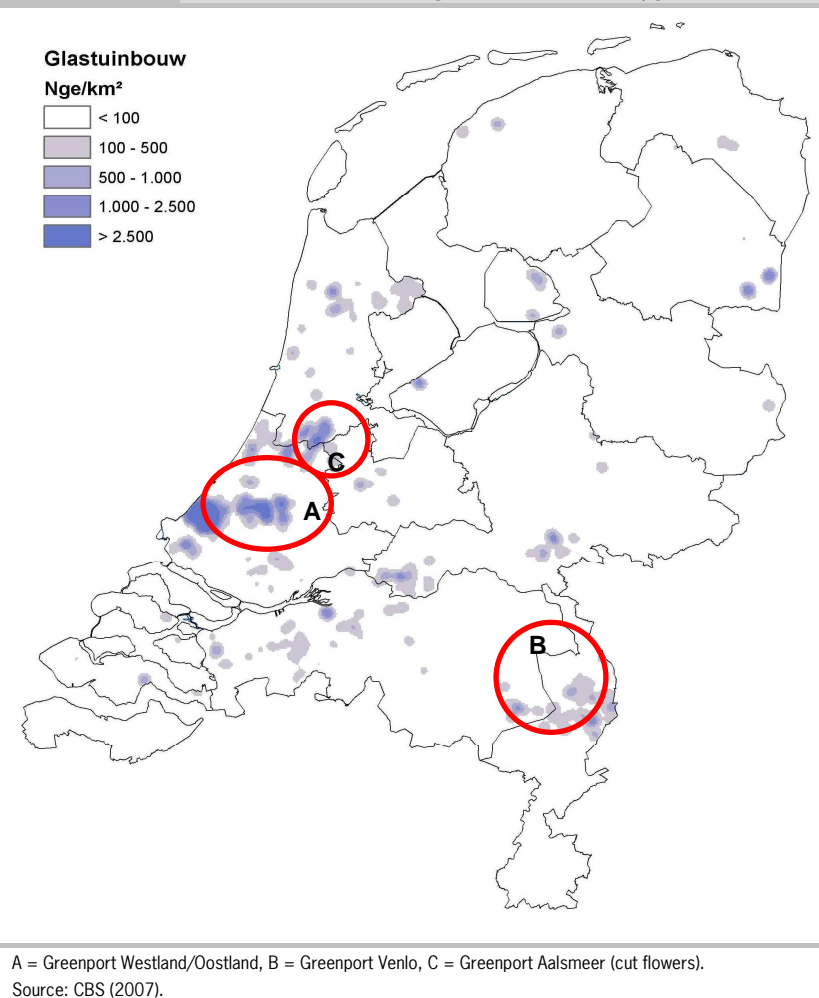 Glastuinbouw
Nge/km²
< 100
100 - 500
500 - 1.000
1.000 - 2.500
> 2.500
C
A
B
A = Greenport Westland/Oostland, B = Greenport Venlo, C = Greenport Aalsmeer (cut flowers).
Source: CBS (2007).